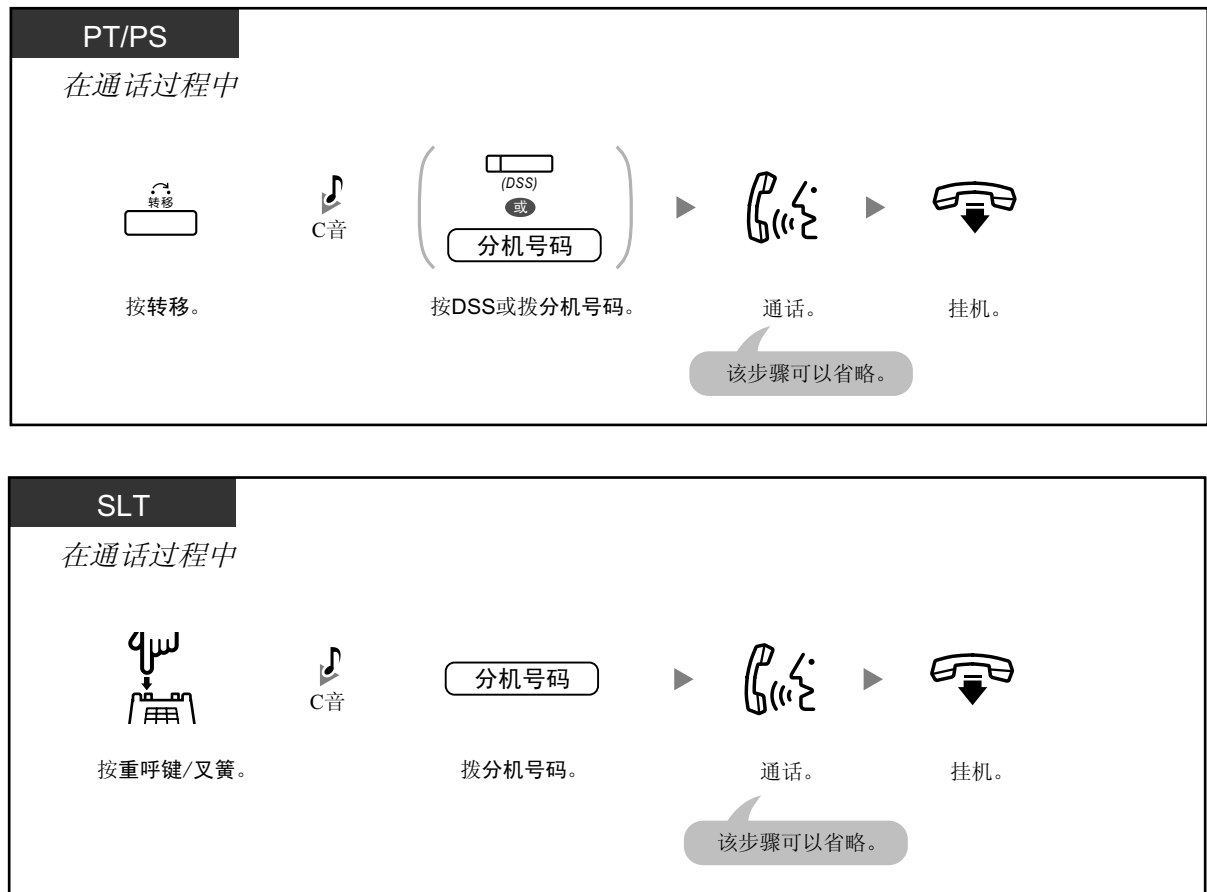 PT/PS
在通话过程中
转移
C音
(DSS)
或
分机号码
按转移。
按DSS或拨分机号码。
通话。
挂机。
该步骤可以省略。
SLT
在通话过程中
C音
分机号码
按重呼键/叉簧。
拨分机号码。
通话。
挂机。
该步骤可以省略。